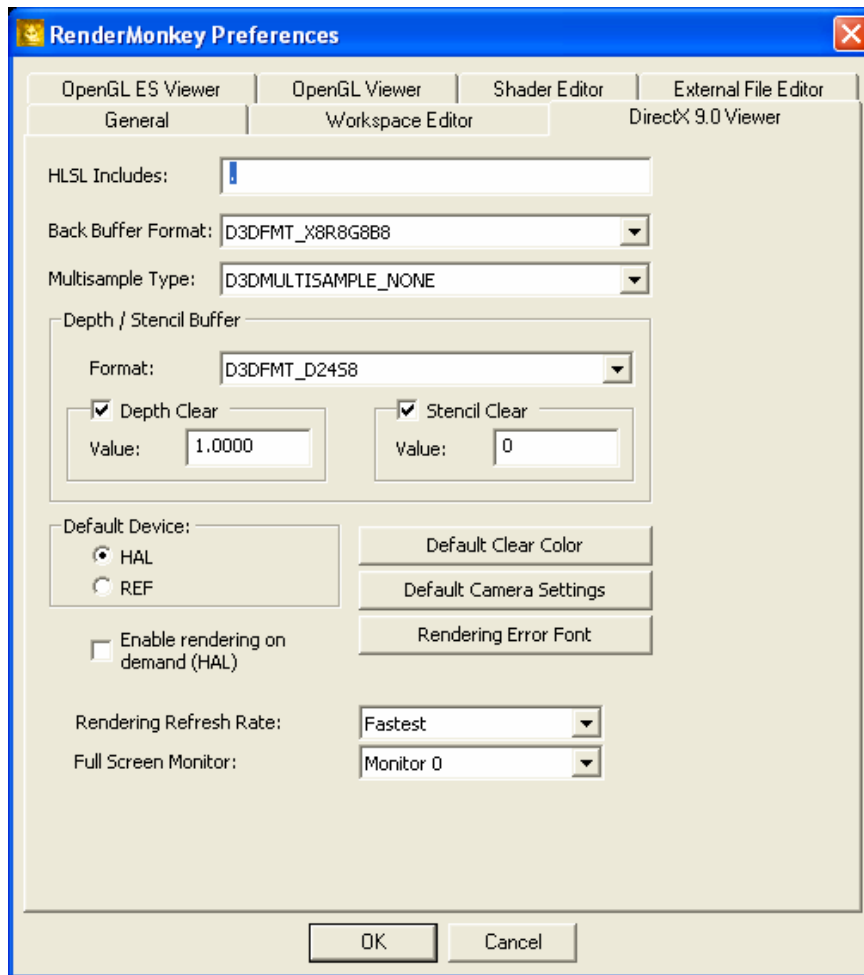 RenderMonkey Preferences
OpenGL ES Viewer
OpenGL Viewer
Shader Editor
External File Editor
General
Workspace Editor
DirectX 9.0 Viewer
HLSL Includes:
.
Back Buffer Format:
D3DFMT_X8R8G8B8
Multisample Type:
D3DMULTISAMPLE_NONE
Depth / Stencil Buffer
Format:
D3DFMT_D24S8
Depth Clear
Value:
1.0000
Stencil Clear
Value:
0
Default Device:
HAL
REF
Default Clear Color
Default Camera Settings
Rendering Error Font
Enable rendering on
demand (HAL)
Rendering Refresh Rate:
Fastest
Full Screen Monitor:
Monitor 0
OK
Cancel